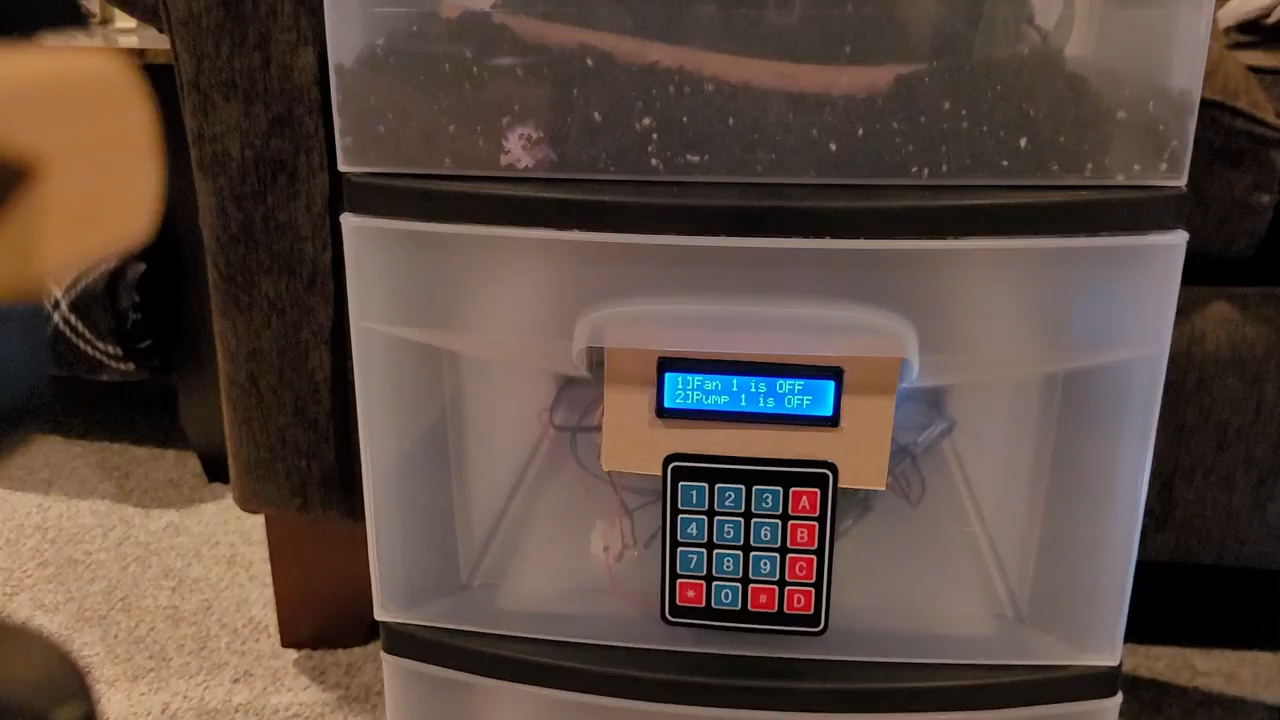 1]Fan 1 is OFF
2]Pump 1 is OFF
1 2 3 A
4 5 6 B
7 8 9 C
* 0 # D